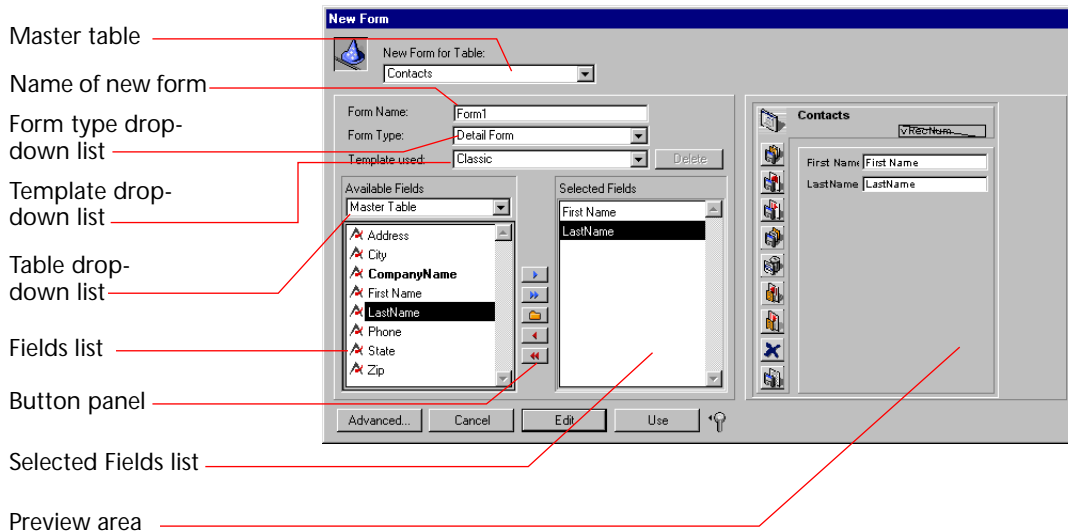 Master table
Name of new form
Form type drop-
down list
Template drop-
down list
Table drop-
down list
Fields list
Button panel
Selected Fields list
Preview area
New Form
New Form for Table:
Contacts
Form Name:
Form1
Form Type:
Detail Form
Template used:
Classic
Delete
Available Fields
Master Table
Address
City
CompanyName
First Name
LastName
Phone
State
Zip
Selected Fields
First Name
LastName
Advanced...
Cancel
Edit
Use
Contacts
vRecNum
First Name First Name
LastName LastName